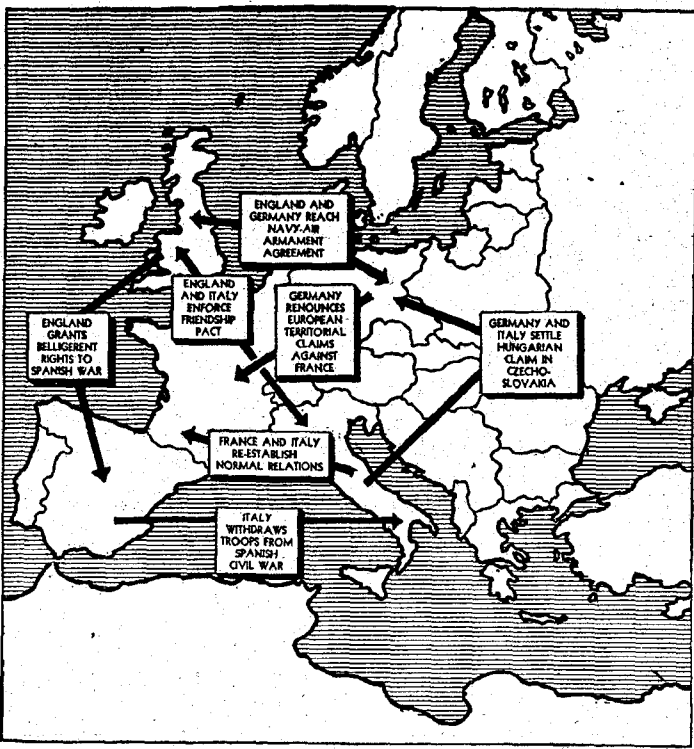 ENGLAND AND
GERMANY REACH
NAVY-AIR
ARMAMENT
AGREEMENT
ENGLAND
AND ITALY
ENFORCE
FRIENDSHIP
PACT
GERMANY
RENOUNCES
EUROPEAN
TERRITORIAL
CLAIMS
AGAINST
FRANCE
ENGLAND
GRANTS
BELLIGERENT
RIGHTS TO
SPANISH WAR
GERMANY AND
ITALY SETTLE
HUNGARIAN
CLAIM IN
CZECHO-
SLOVAKIA
FRANCE AND ITALY
RE-ESTABLISH
NORMAL RELATIONS
ITALY
WITHDRAWS
TROOPS FROM
SPANISH
CIVIL WAR